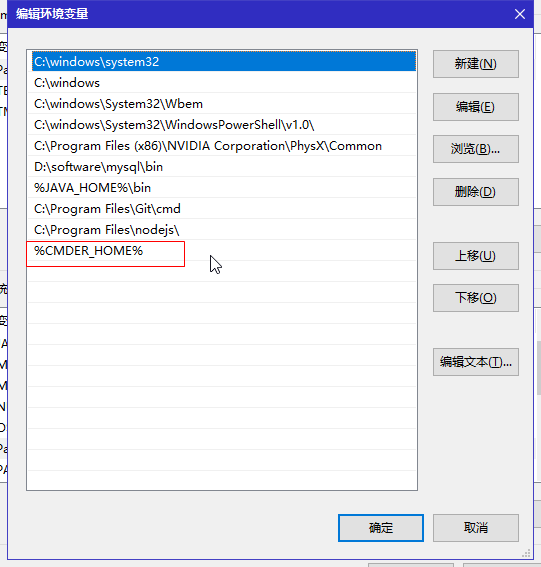 编辑环境变量
C:\windows\system32
C:\windows
C:\windows\System32\Wbem
C:\windows\System32\WindowsPowerShell\v1.0\
C:\Program Files (x86)\NVIDIA Corporation\PhysX\Common
D:\software\mysql\bin
%JAVA_HOME%\bin
C:\Program Files\Git\cmd
C:\Program Files\nodejs\
%CMDER_HOME%
新建(N)
编辑(E)
浏览(B)...
删除(D)
上移(U)
下移(O)
编辑文本(T)...
确定
取消